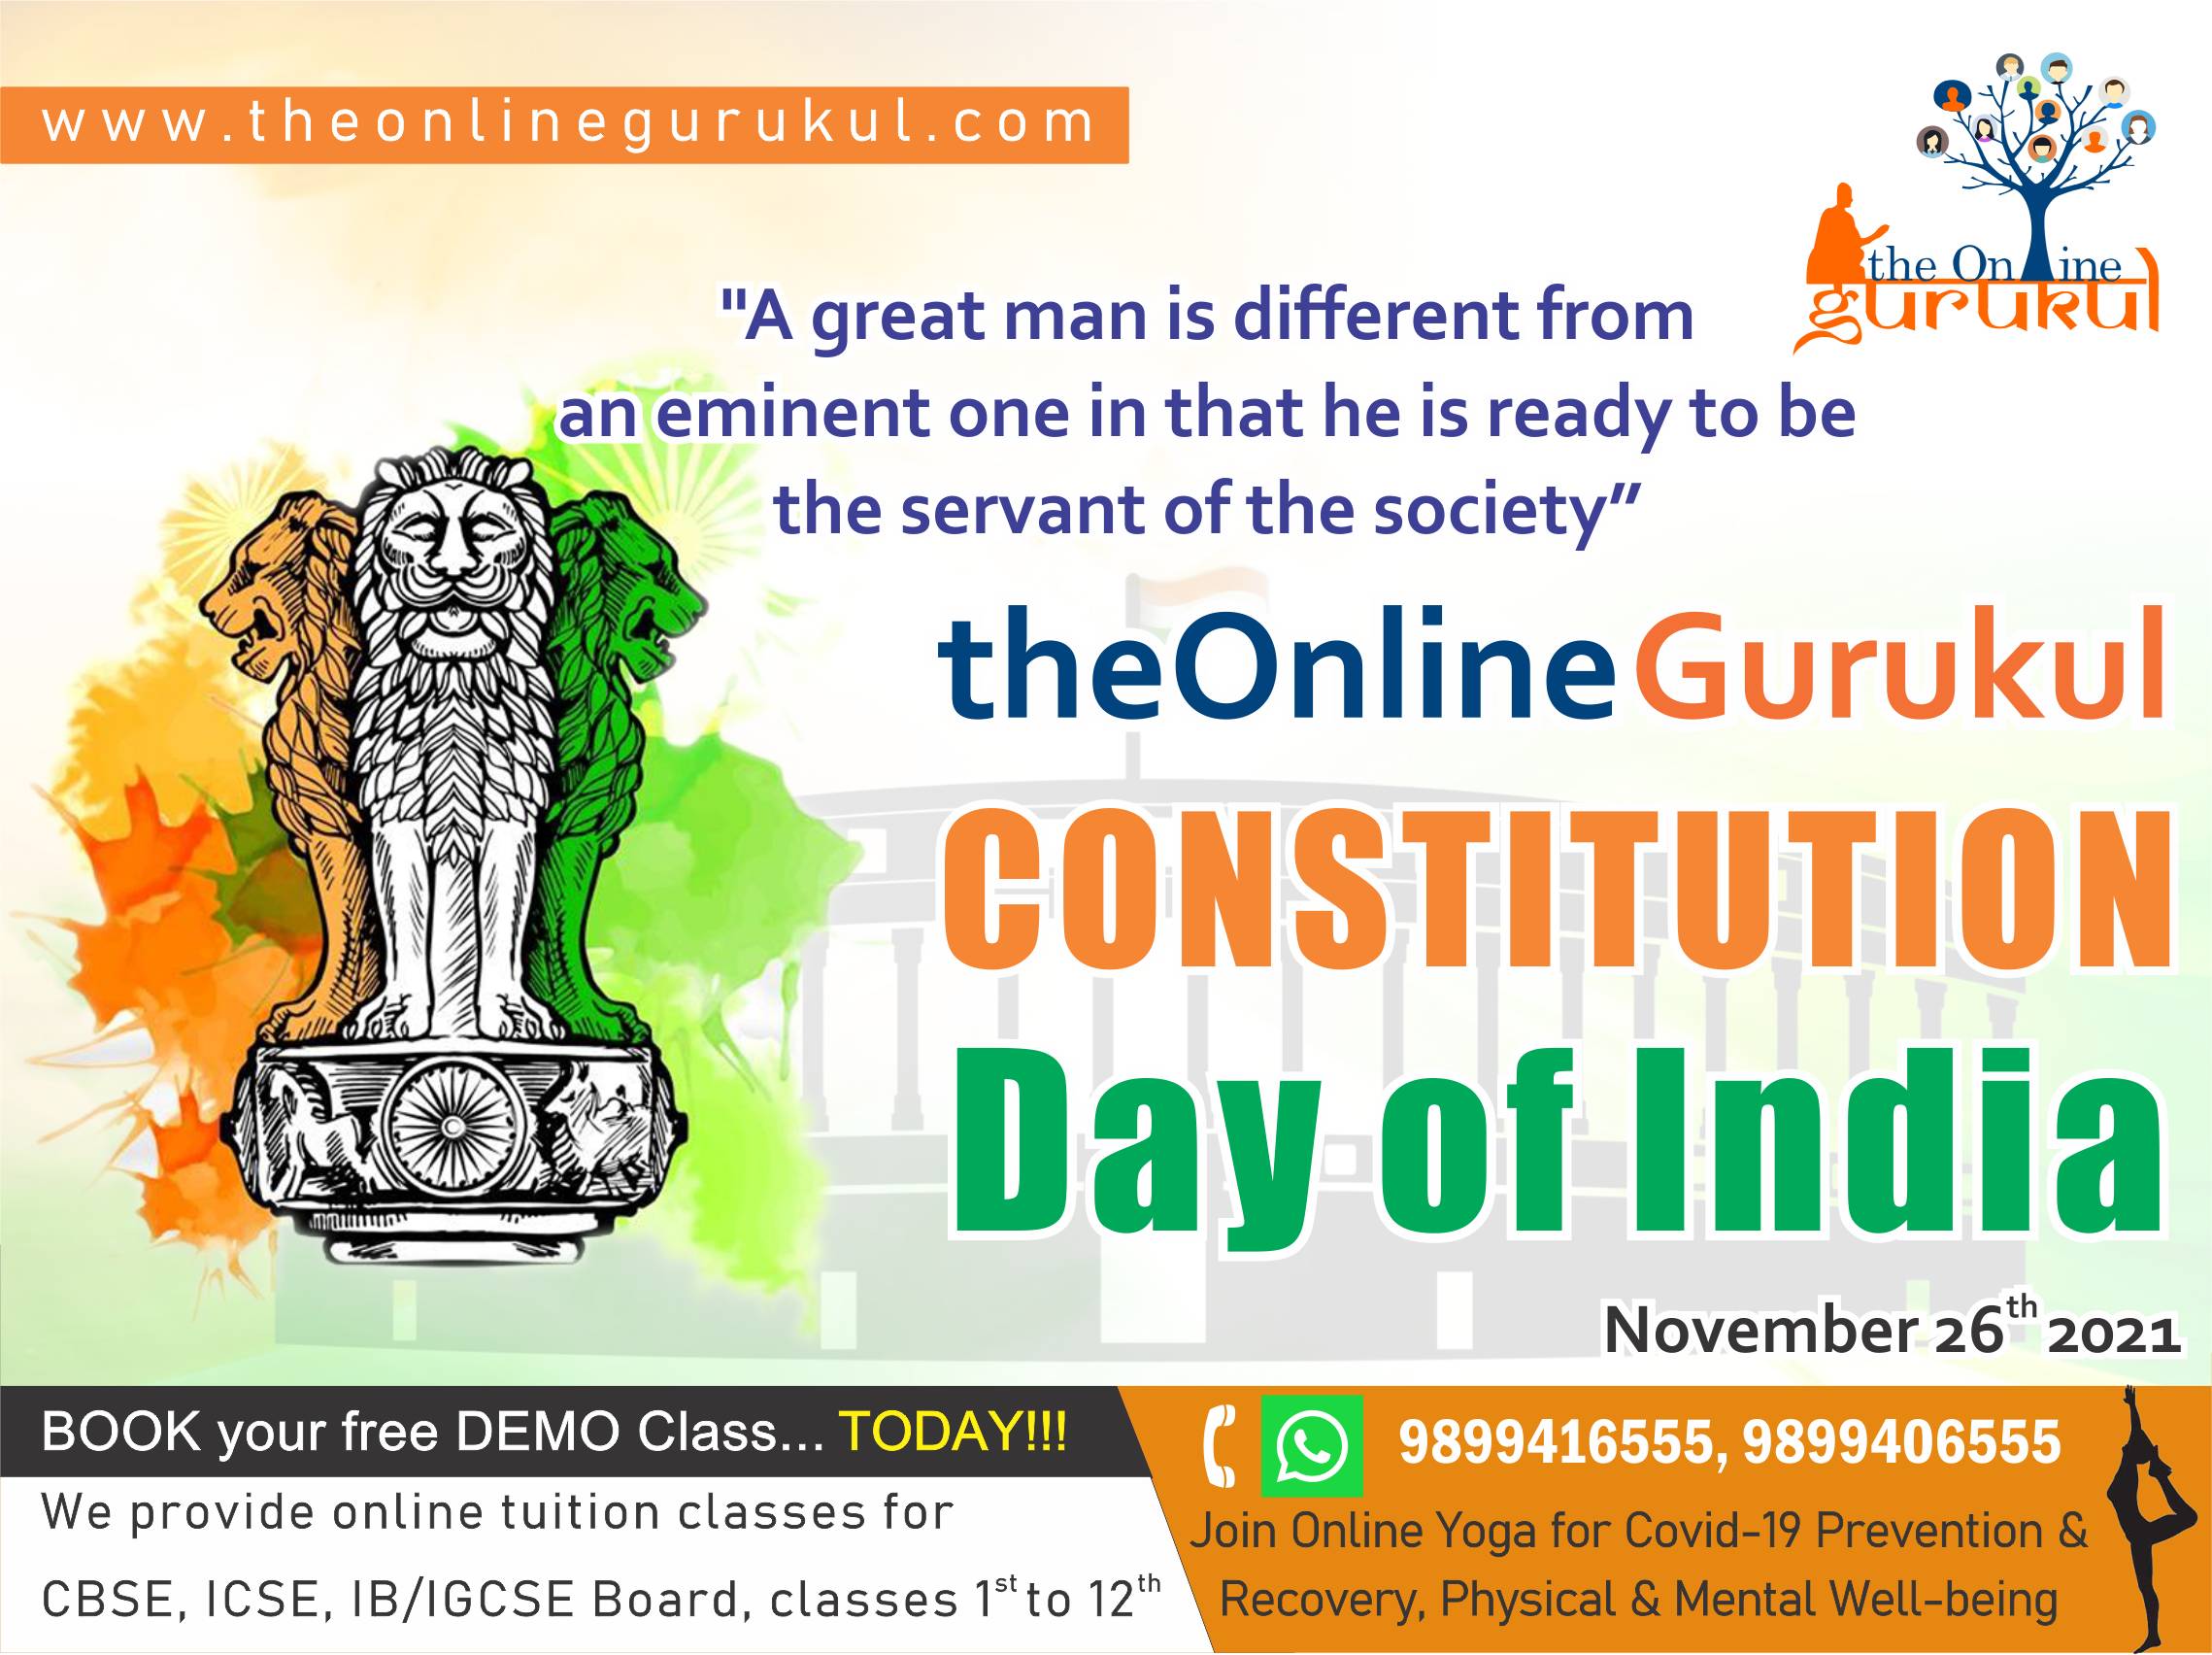 www.theonlinegurukul.com
the Online
gurukul
"A great man is different from
an eminent one in that he is ready to be
the servant of the society”
theOnlineGurukul
CONSTITUTION
Day of India
November 26th 2021
BOOK your free DEMO Class... TODAY!!!
We provide online tuition classes for
CBSE, ICSE, IB/IGCSE Board, classes 1st to 12th
9899416555, 9899406555
Join Online Yoga for Covid-19 Prevention &
Recovery, Physical & Mental Well-being